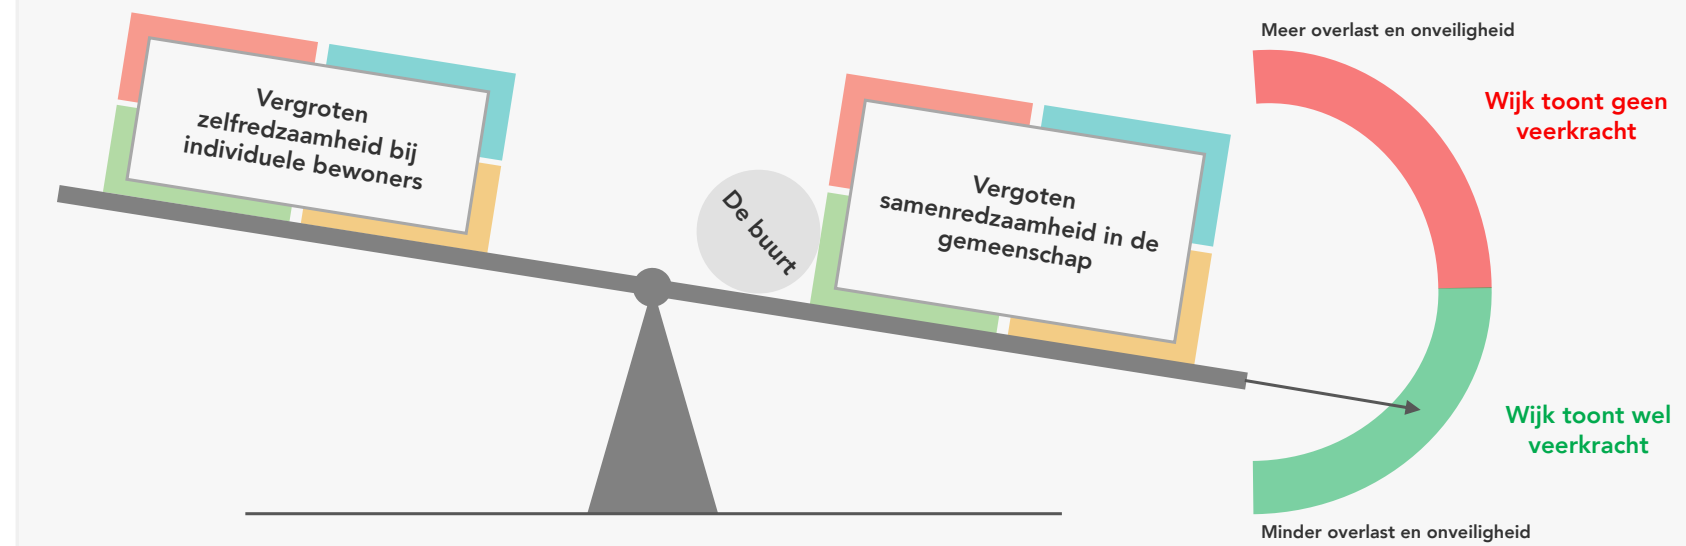 Vergroten
zelfredzaamheid bij
individuele bewoners
De buurt
Vergoten
samenredzaamheid in de
gemeenschap
Meer overlast en onveiligheid
Wijk toont geen
veerkracht
Wijk toont wel
veerkracht
Minder overlast en onveiligheid